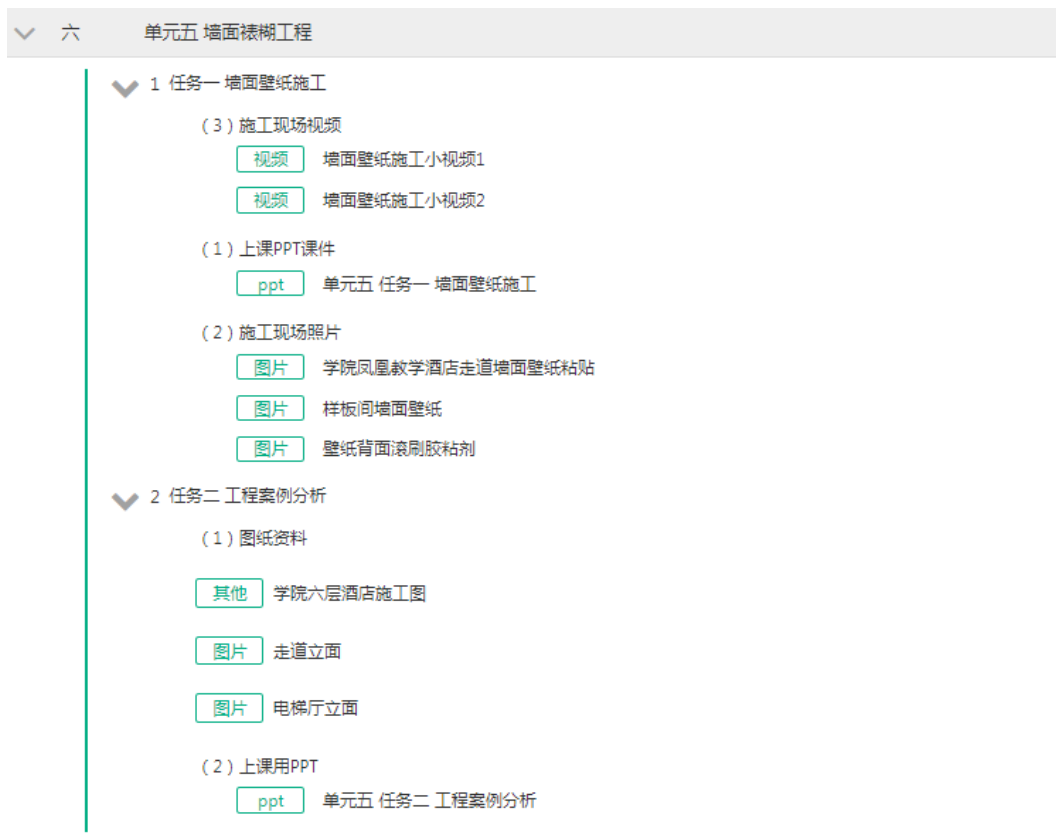 六 单元五 墙面裱糊工程
1 任务一 墙面壁纸施工
(3)施工现场视频
视频 墙面壁纸施工小视频1
视频 墙面壁纸施工小视频2
(1)上课PPT课件
ppt 单元五 任务一 墙面壁纸施工
(2)施工现场照片
图片 学院凤凰教学酒店走道墙面壁纸粘贴
图片 样板间墙面壁纸
图片 壁纸背面滚刷胶粘剂
2 任务二 工程案例分析
(1)图纸资料
其他 学院六层酒店施工图
图片 走道立面
图片 电梯厅立面
(2)上课用PPT
ppt 单元五 任务二 工程案例分析